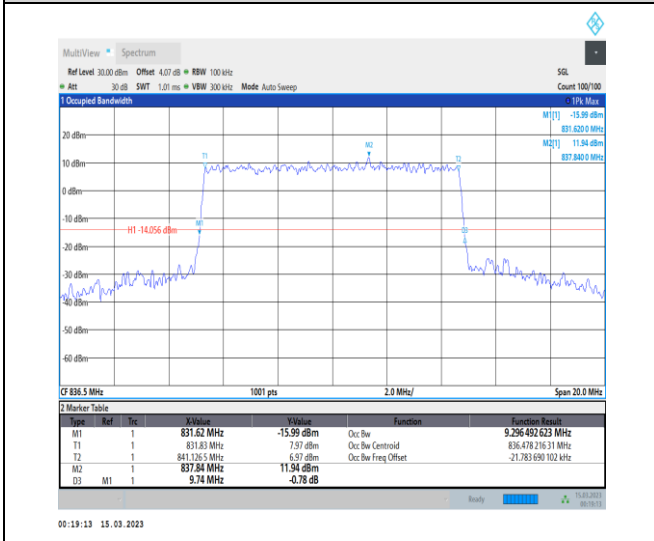 MultiView Spectrum
Ref Level 30.00 dBm Offset 4.07 dB RBW 100 kHz SGL
Att 30 dB SWT 1.01 ms VBW 300 kHz Mode Auto Sweep Count 100/100
1 Occupied Bandwidth 1Pk Max
M1[1] -15.99 dBm
831.620 0 MHz
M2[1] 11.94 dBm
837.840 0 MHz
20 dBm
M2
T1
T2
10 dBm
0 dBm
-10 dBm
M1
H1 -14.056 dBm
D3
-20 dBm
-30 dBm
-40 dBm
-50 dBm
-60 dBm
CF 836.5 MHz 1001 pts 2.0 MHz/ Span 20.0 MHz
2 Marker Table
Type Ref Trc X-Value Y-Value Function Function Result
M1 1 831.62 MHz -15.99 dBm Occ Bw 9.296 492 623 MHz
T1 1 831.83 MHz 7.97 dBm Occ Bw Centroid 836.478 216 31 MHz
T2 1 841.126 5 MHz 6.97 dBm Occ Bw Freq Offset -21.783 690 102 kHz
M2 1 837.84 MHz 11.94 dBm
D3 M1 1 9.74 MHz -0.78 dB
Ready 15.03.2023
00:19:13
00:19:13 15.03.2023